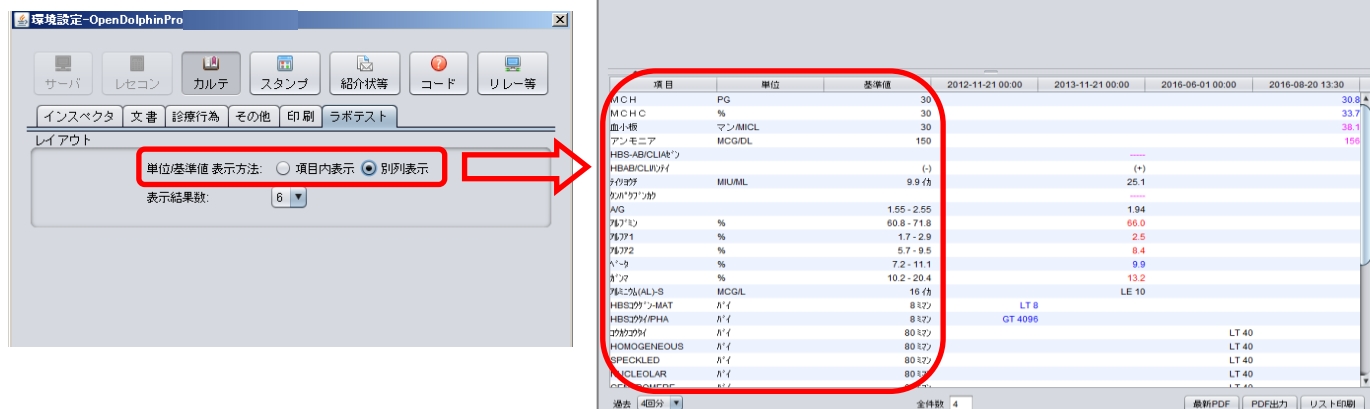 環境設定-OpenDolphinPro
サーバ レセコン カルテ スタンプ 紹介状等 コード リレー等
インスペクタ 文書 診療行為 その他 印刷 ラボテスト
レイアウト
単位/基準値 表示方法: 項目内表示 別列表示
表示結果数: 6
項目 単位 基準値 2012-11-21 00:00 2013-11-21 00:00 2016-06-01 00:00 2016-08-20 13:30
MCH PG 30 30.8
MCHC % 30 33.7
血小板 マン/MICL 30 38.1
アンモニア MCG/DL 150 156
HBS-AB/CLIAセイシ -----
HBAB/CLIAハンテイ (-) (+)
MIU/ML 9.9 イカ 25.1
-----
A/G 1.55 - 2.55 1.94
アルブミン % 60.8 - 71.8 66.0
アルファ1 % 1.7 - 2.9 2.5
アルファ2 % 5.7 - 9.5 8.4
ベータ % 7.2 - 11.1 9.9
ガンマ % 10.2 - 20.4 13.2
アルミニウム(AL)-S MCG/L 16 イカ LE 10
HBSコウゲン-MAT バイ 8 ミマン LT 8
HBSコウタイ/PHA バイ 8 ミマン GT 4096
コウカクコウタイ バイ 80 ミマン LT 40
HOMOGENEOUS バイ 80 ミマン LT 40
SPECKLED バイ 80 ミマン LT 40
NUCLEOLAR バイ 80 ミマン LT 40
過去 4回分 全件数 4 最新PDF PDF出力 リスト印刷